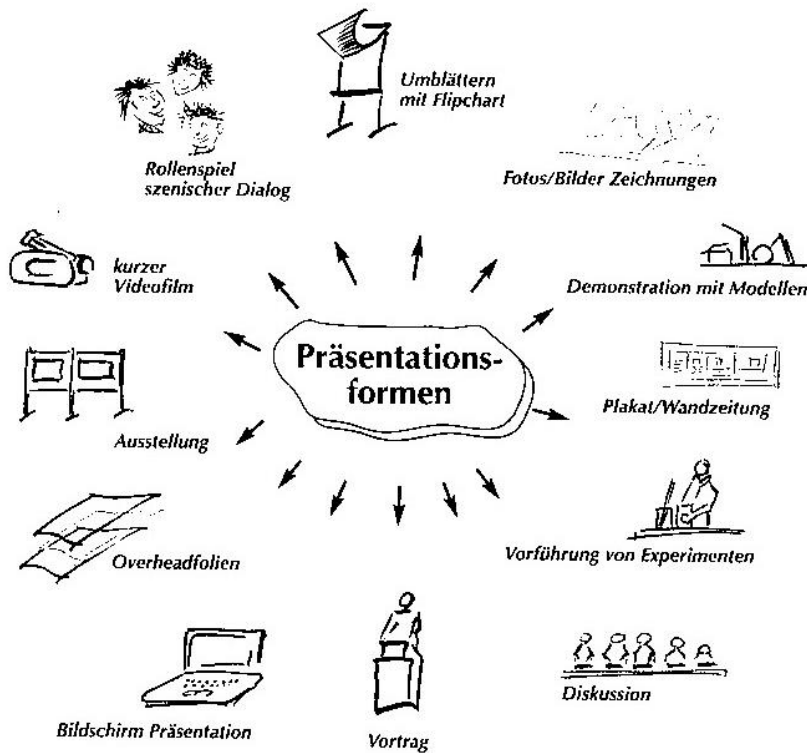 Umblättern
mit Flipchart
Rollenspiel
szenischer Dialog
Fotos/Bilder Zeichnungen
kurzer
Videofilm
Demonstration mit Modellen
Präsentations-
formen
Plakat/Wandzeitung
Ausstellung
Overheadfolien
Vorführung von Experimenten
Diskussion
Bildschirm Präsentation
Vortrag